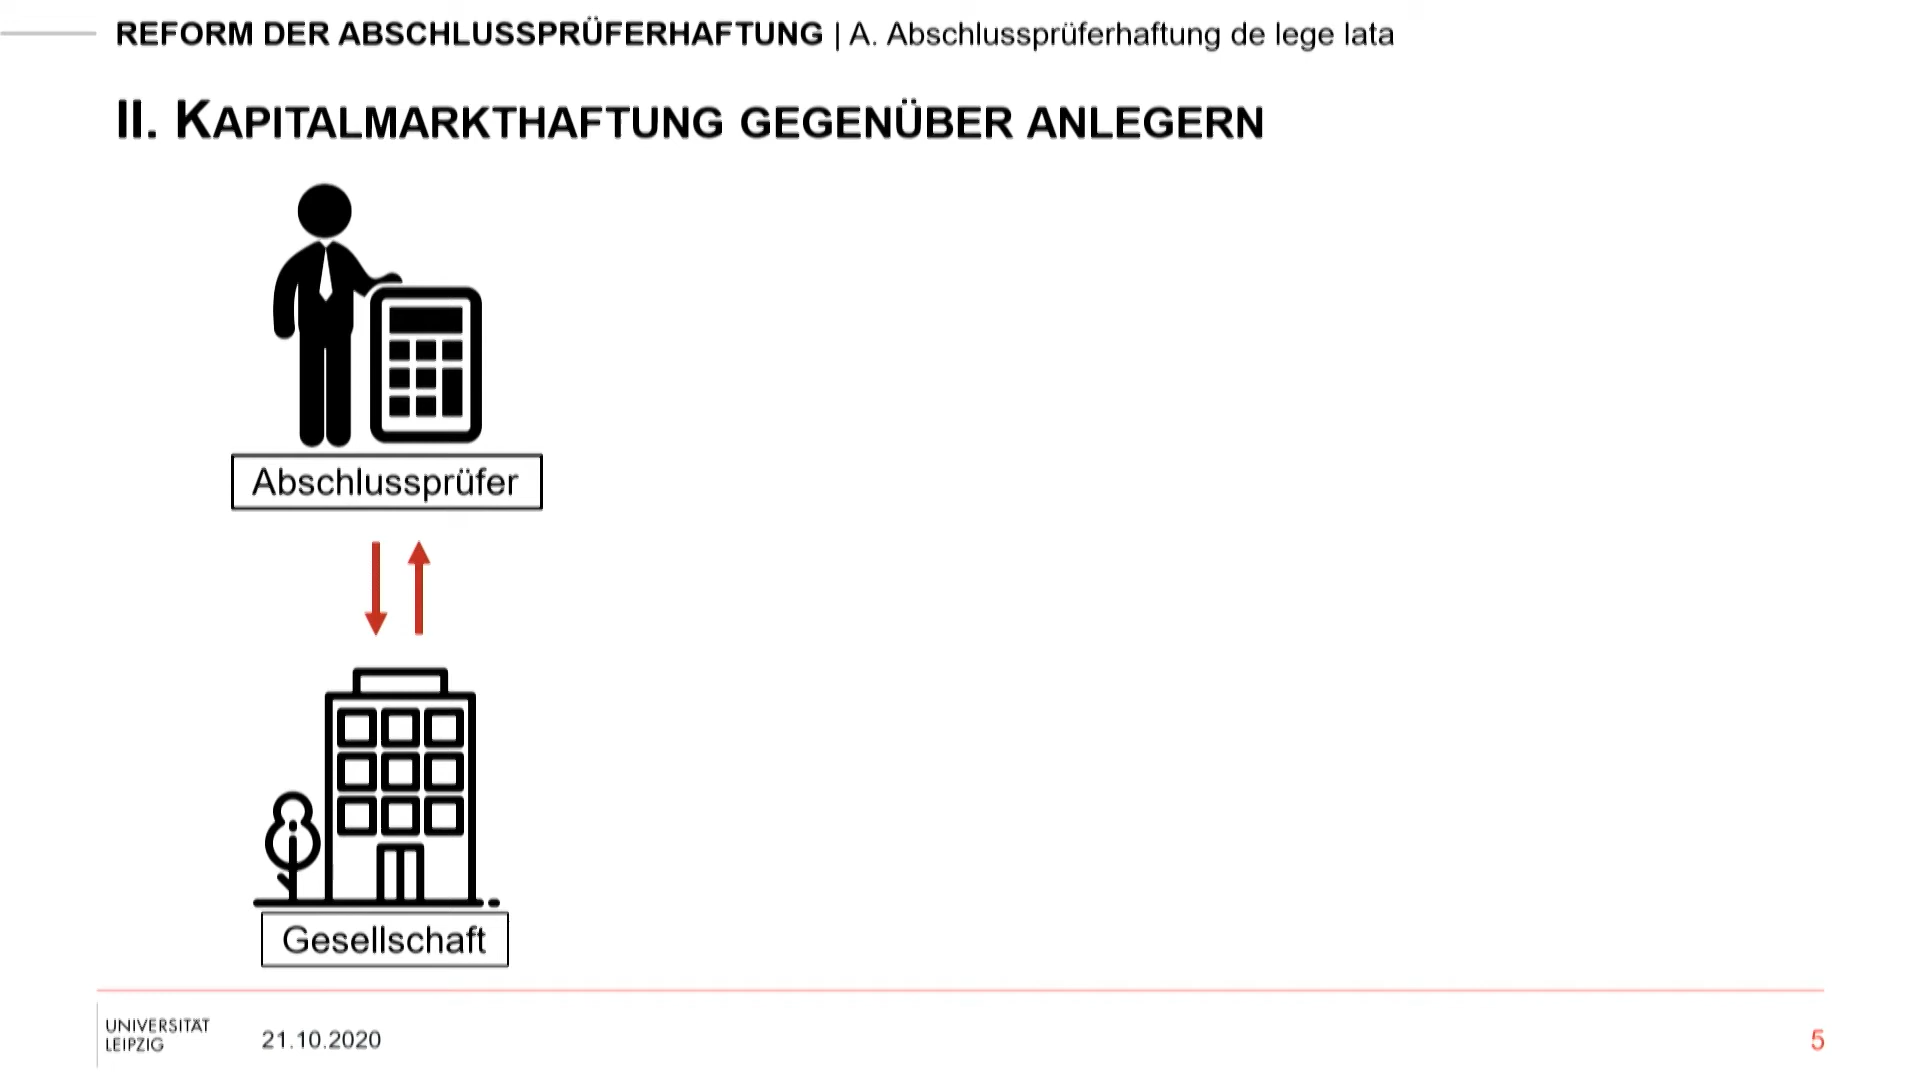 REFORM DER ABSCHLUSSPRÜFERHAFTUNG | A. Abschlussprüferhaftung de lege lata
II. KAPITALMARKTHAFTUNG GEGENÜBER ANLEGERN
Abschlussprüfer
Gesellschaft
UNIVERSITÄT
LEIPZIG
21.10.2020
5